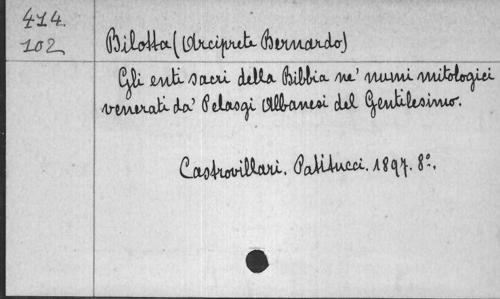 414.
102
Bilotta (Arciprete Bernardo)
Gli enti sacri della Bibbia ne' numi mitologici
venerati da' Pelasgi Albanesi del Gentilesimo.
Castrovillari. Patitucci. 1897. 8º.